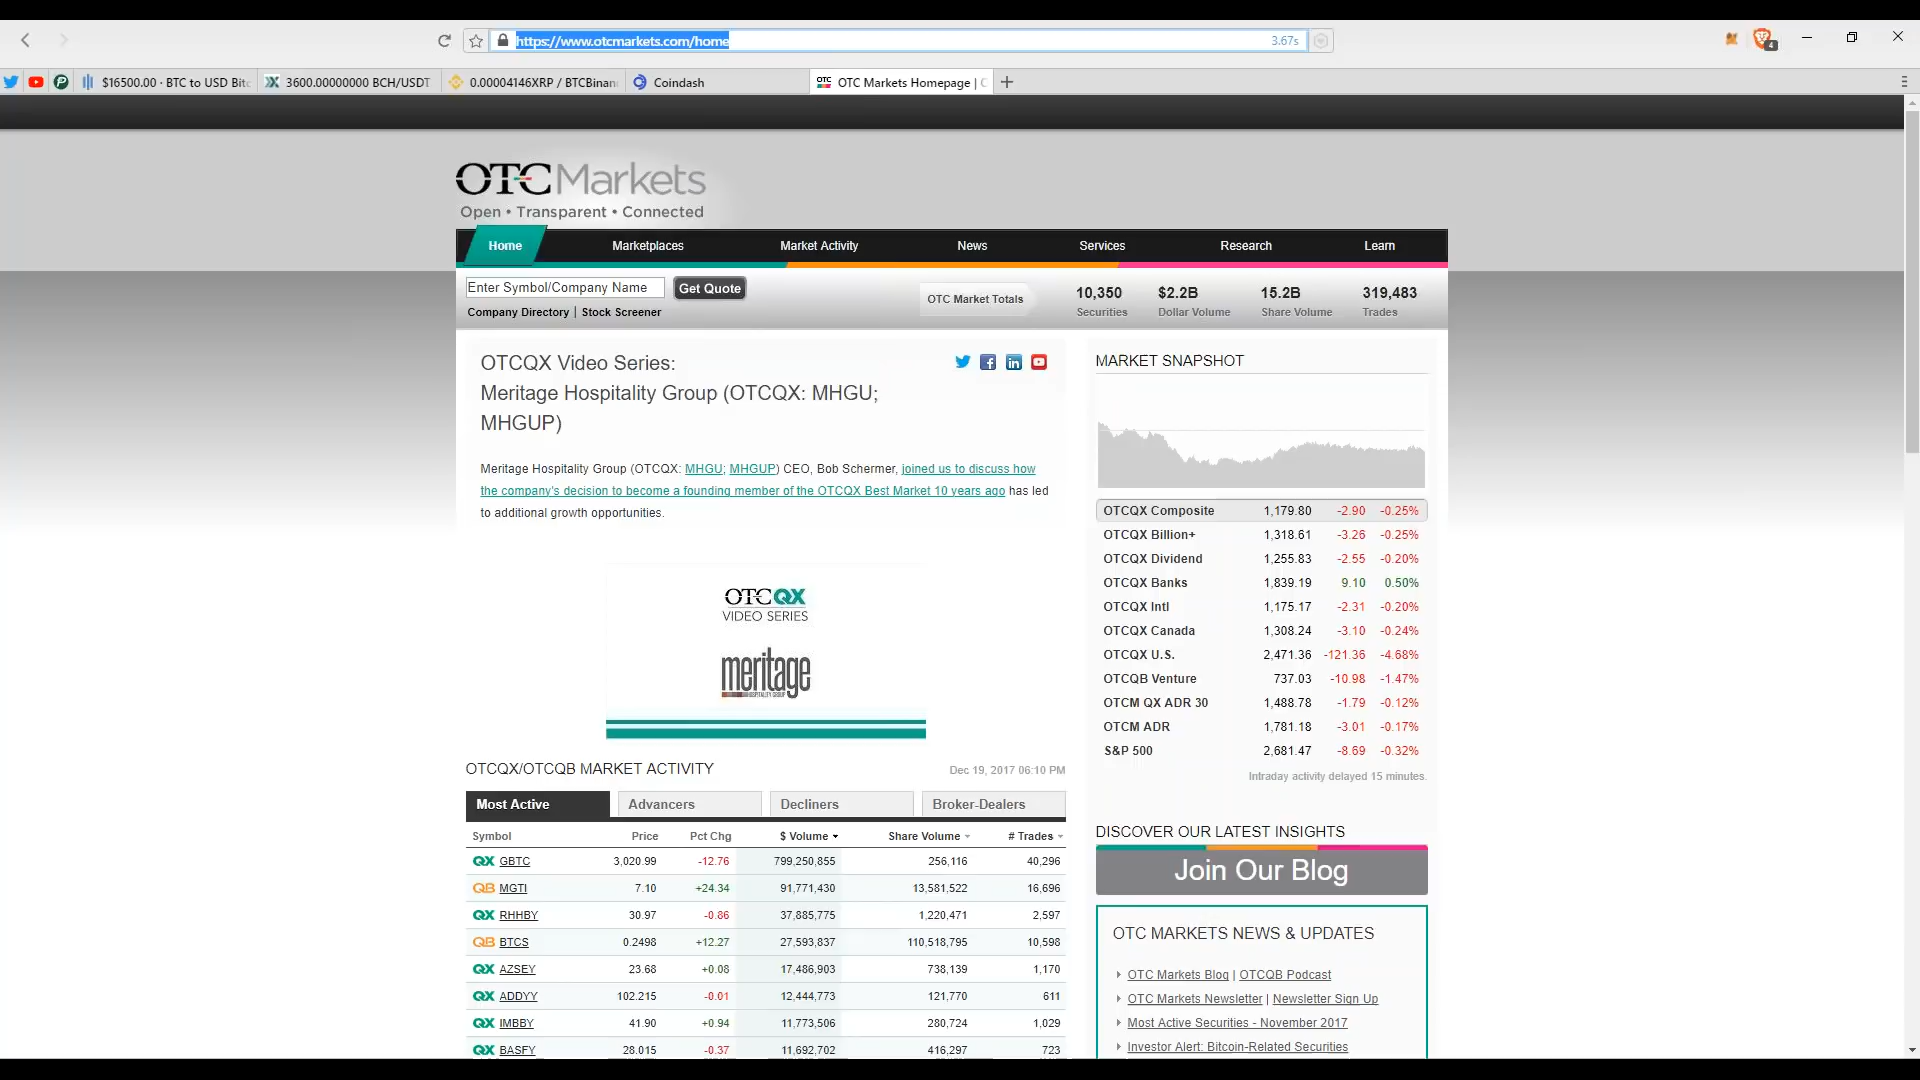 https://www.otcmarkets.com/home
3.67s
4
$16500.00 · BTC to USD Bitc
3600.00000000 BCH/USDT
0.00004146XRP / BTCBinan
Coindash
OTC Markets Homepage | C
OTC Markets
Open • Transparent • Connected
Home
Marketplaces
Market Activity
News
Services
Research
Learn
Enter Symbol/Company Name
Get Quote
Company Directory | Stock Screener
OTC Market Totals
10,350 $2.2B 15.2B 319,483
Securities Dollar Volume Share Volume Trades
OTCQX Video Series:
Meritage Hospitality Group (OTCQX: MHGU;
MHGUP)
Meritage Hospitality Group (OTCQX: MHGU; MHGUP) CEO, Bob Schermer, joined us to discuss how
the company's decision to become a founding member of the OTCQX Best Market 10 years ago has led
to additional growth opportunities.
OTCQX
VIDEO SERIES
meritage
HOSPITALITY GROUP
OTCQX/OTCQB MARKET ACTIVITY
Dec 19, 2017 06:10 PM
Most Active Advancers Decliners Broker-Dealers
Symbol Price Pct Chg $ Volume Share Volume # Trades
QX GBTC 3,020.99 -12.76 799,250,855 256,116 40,296
QB MGTI 7.10 +24.34 91,771,430 13,581,522 16,696
QX RHHBY 30.97 -0.86 37,885,775 1,220,471 2,597
QB BTCS 0.2498 +12.27 27,593,837 110,518,795 10,598
QX AZSEY 23.68 +0.08 17,486,903 738,139 1,170
QX ADDYY 102.215 -0.01 12,444,773 121,770 611
QX IMBBY 41.90 +0.94 11,773,506 280,724 1,029
QX BASFY 28.015 -0.37 11,692,702 416,297 723
MARKET SNAPSHOT
OTCQX Composite 1,179.80 -2.90 -0.25%
OTCQX Billion+ 1,318.61 -3.26 -0.25%
OTCQX Dividend 1,255.83 -2.55 -0.20%
OTCQX Banks 1,839.19 9.10 0.50%
OTCQX Intl 1,175.17 -2.31 -0.20%
OTCQX Canada 1,308.24 -3.10 -0.24%
OTCQX U.S. 2,471.36 -121.36 -4.68%
OTCQB Venture 737.03 -10.98 -1.47%
OTCM QX ADR 30 1,488.78 -1.79 -0.12%
OTCM ADR 1,781.18 -3.01 -0.17%
S&P 500 2,681.47 -8.69 -0.32%
Intraday activity delayed 15 minutes.
DISCOVER OUR LATEST INSIGHTS
Join Our Blog
OTC MARKETS NEWS & UPDATES
OTC Markets Blog | OTCQB Podcast
OTC Markets Newsletter | Newsletter Sign Up
Most Active Securities - November 2017
Investor Alert: Bitcoin-Related Securities